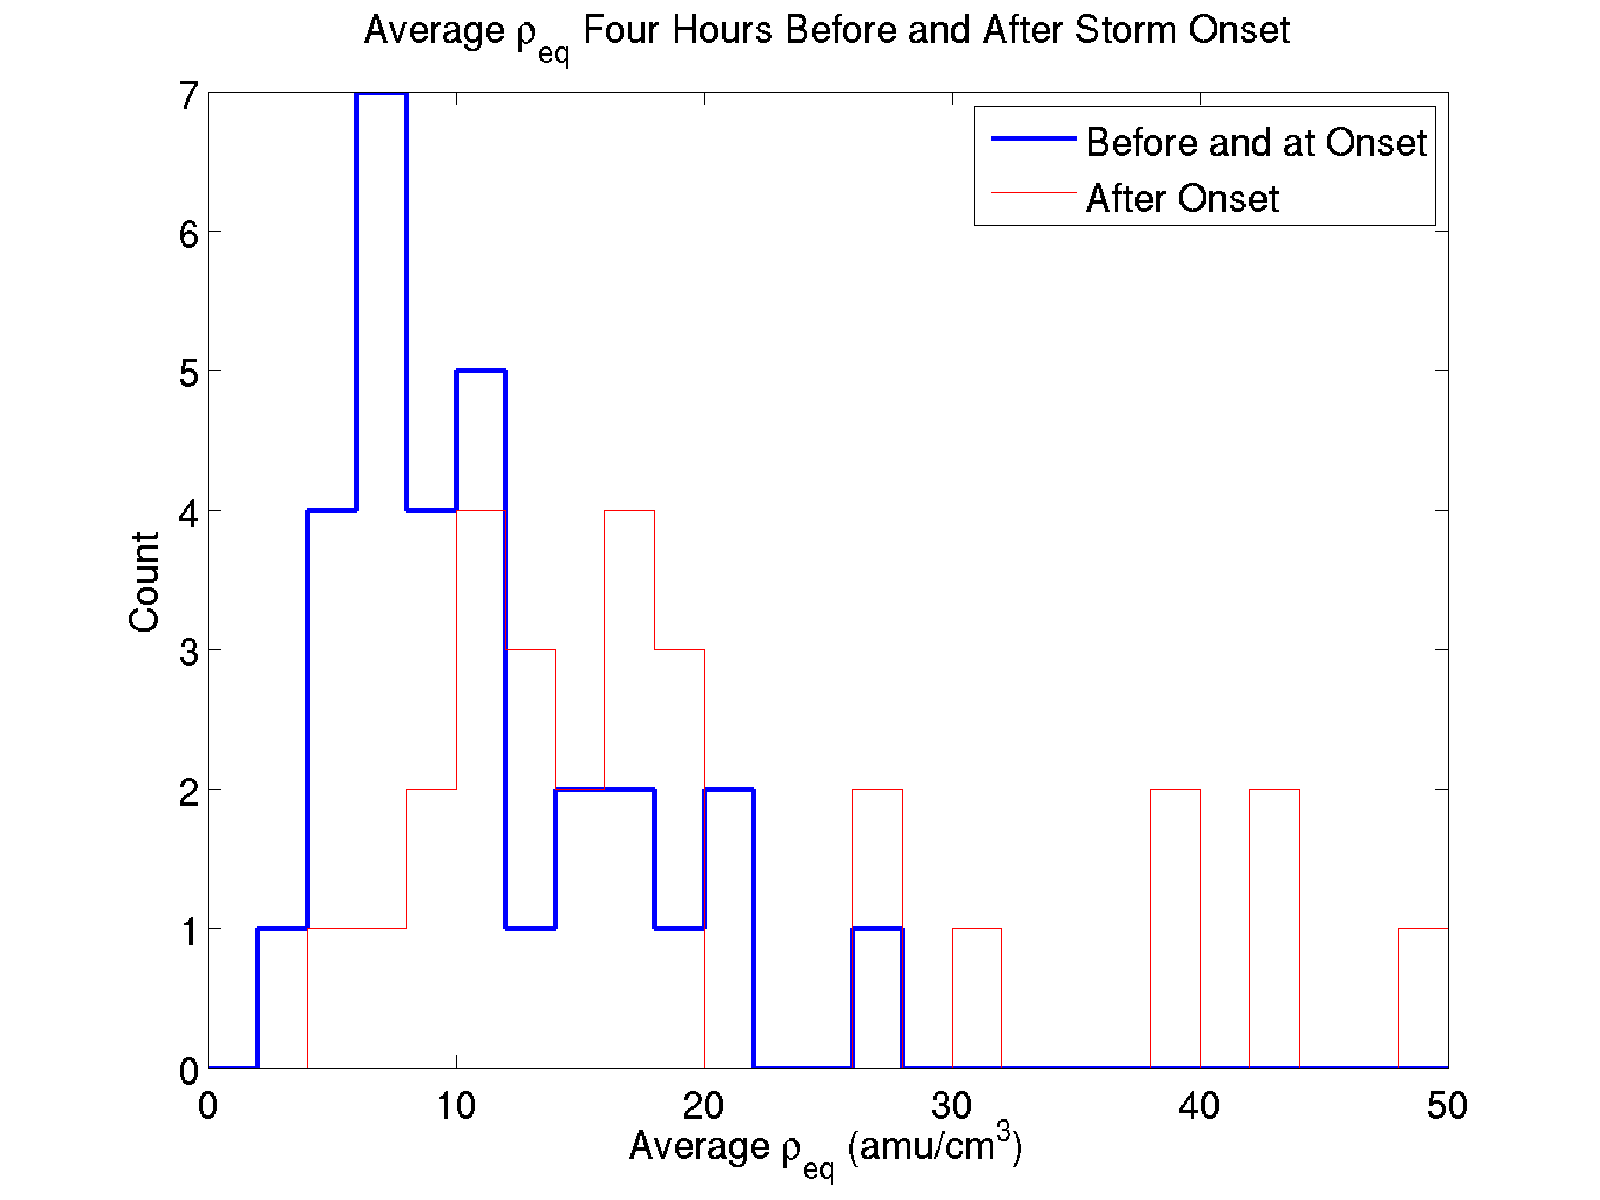 Average ρeq Four Hours Before and After Storm Onset
7
6
5
4
3
2
1
0
Count
Before and at Onset
After Onset
0 10 20 30 40 50
Average ρeq (amu/cm³)